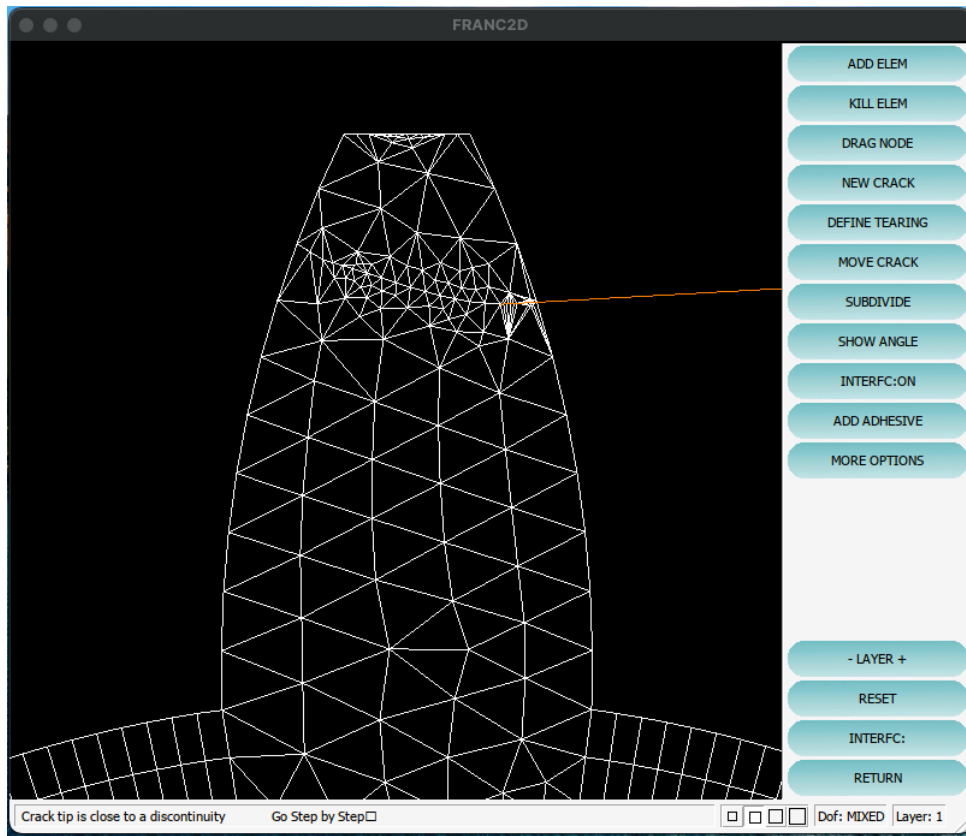 FRANC2D
ADD ELEM
KILL ELEM
DRAG NODE
NEW CRACK
DEFINE TEARING
MOVE CRACK
SUBDIVIDE
SHOW ANGLE
INTERFC:ON
ADD ADHESIVE
MORE OPTIONS
- LAYER +
RESET
INTERFC:
RETURN
Crack tip is close to a discontinuity Go Step by Step□ Dof: MIXED Layer: 1